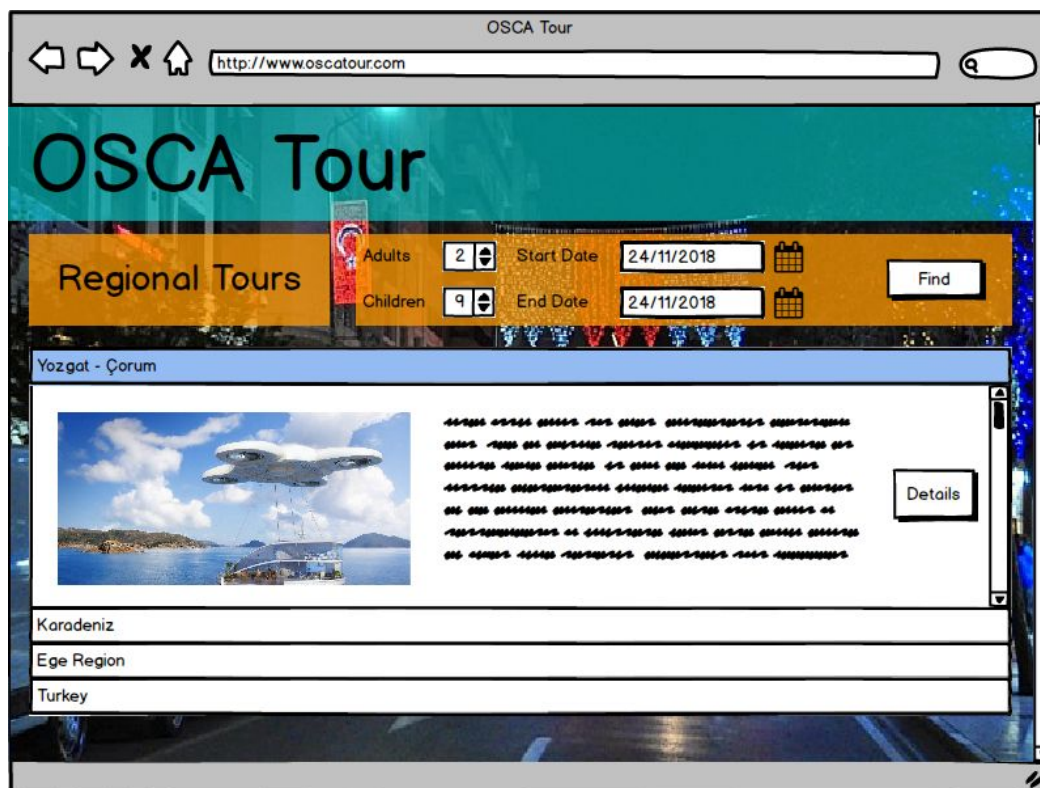 OSCA Tour
http://www.oscatour.com
OSCA Tour
Regional Tours
Adults 2 Start Date 24/11/2018
Find
Children 9 End Date 24/11/2018
Yozgat - Çorum
Details
Karadeniz
Ege Region
Turkey